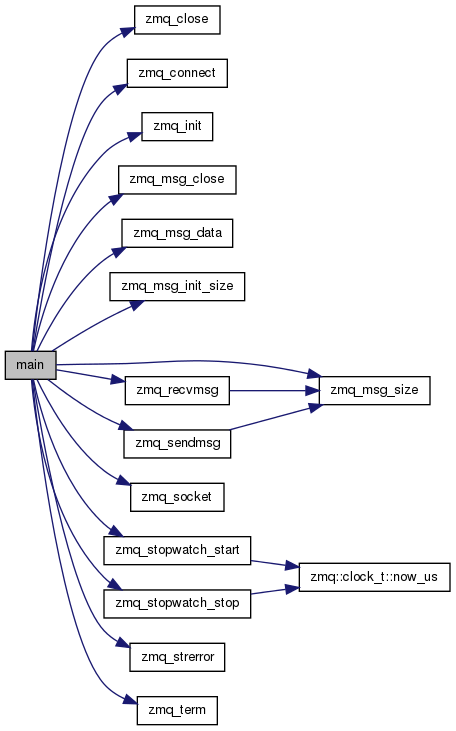 zmq_close
zmq_connect
zmq_init
zmq_msg_close
zmq_msg_data
zmq_msg_init_size
main
zmq_recvmsg
zmq_msg_size
zmq_sendmsg
zmq_socket
zmq_stopwatch_start
zmq::clock_t::now_us
zmq_stopwatch_stop
zmq_strerror
zmq_term